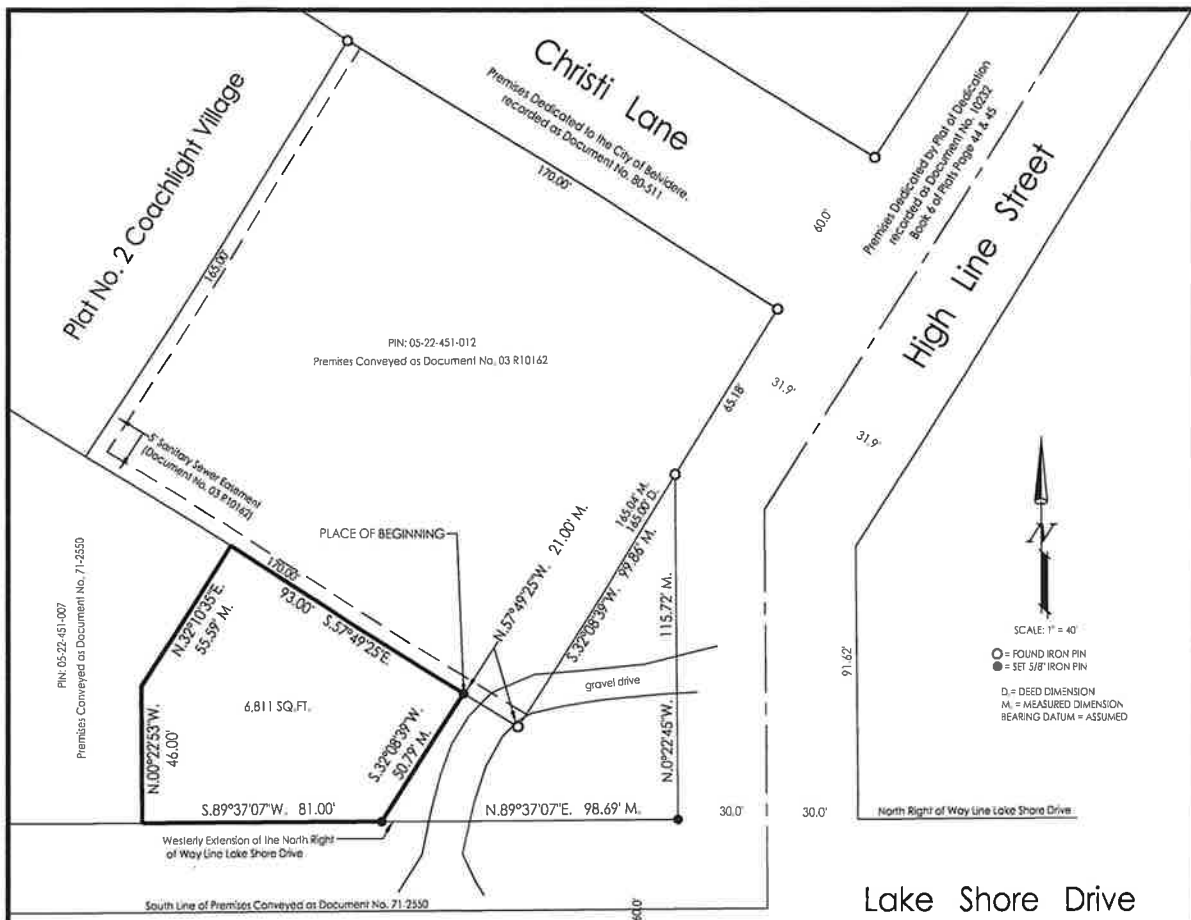 Christi Lane
Premises Dedicated to the City of Belvidere,
recorded as Document No. 80-511
170.00'
Plat No. 2 Coachlight Village
165.00'
Premises Dedicated by Plat of Dedication
recorded as Document No. 10232
Book 6 of Plats Page 44 & 45
60.0'
High Line Street
PIN: 05-22-451-012
Premises Conveyed as Document No. 03 R10162
65.18'
31.9'
31.9'
5' Sanitary Sewer Easement
(Document No. 03 R10162)
165.04' M.
165.00' D.
PLACE OF BEGINNING
N.57°49'25"W. 21.00' M.
S.32°08'39"W. 99.86' M.
115.72' M.
N.0°22'45"W.
170.00'
93.00'
S.57°49'25"E.
N.32°10'35"E.
55.59' M.
PIN: 05-22-451-007
Premises Conveyed as Document No. 71-2550
6,811 SQ.FT.
gravel drive
N.00°22'53"W.
46.00'
S.32°08'39"W.
50.79' M.
S.89°37'07"W. 81.00'
N.89°37'07"E. 98.69' M.
30.0'
30.0'
91.62'
N
SCALE: 1" = 40'
= FOUND IRON PIN
= SET 5/8" IRON PIN
D. = DEED DIMENSION
M. = MEASURED DIMENSION
BEARING DATUM = ASSUMED
North Right of Way Line Lake Shore Drive
Westerly Extension of the North Right
of Way Line Lake Shore Drive
South Line of Premises Conveyed as Document No. 71-2550
60.0'
Lake Shore Drive